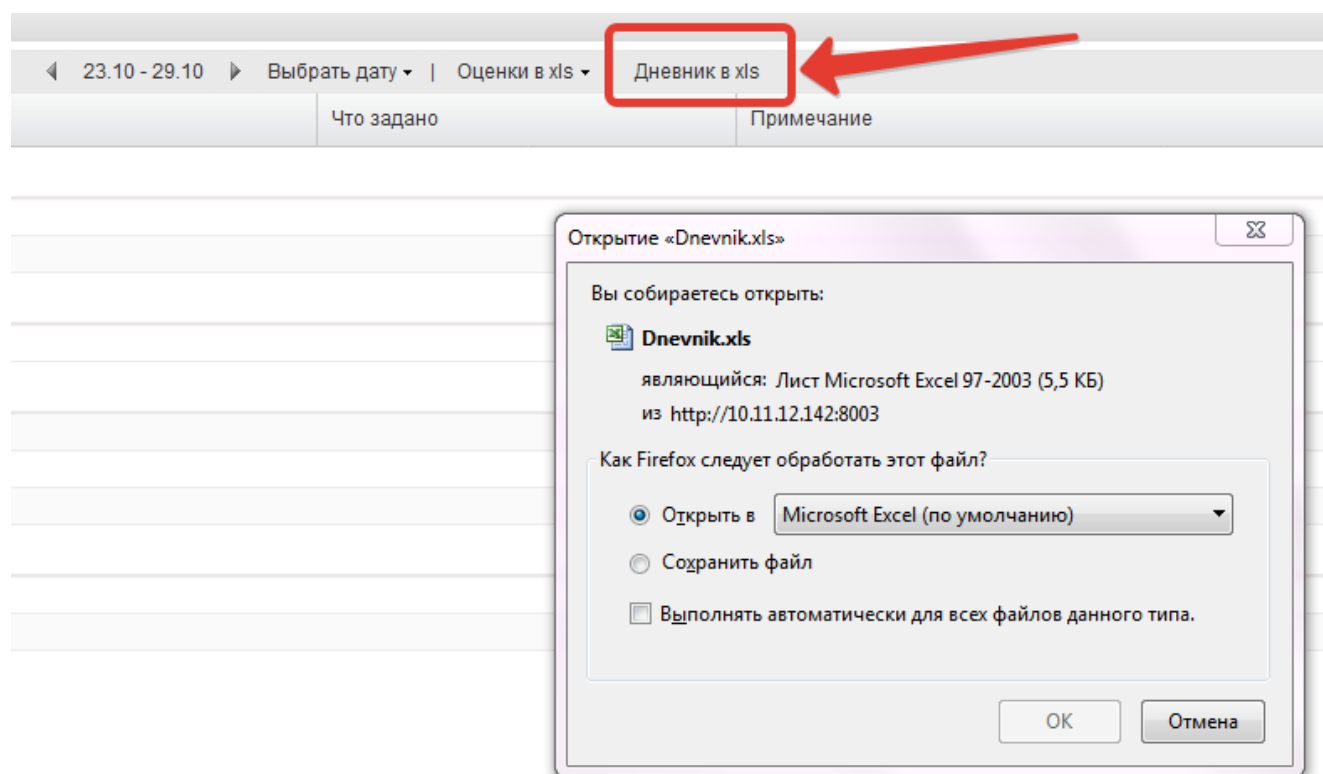 23.10 - 29.10 Выбрать дату | Оценки в xls Дневник в xls
Что задано Примечание
Открытие «Dnevnik.xls»
Вы собираетесь открыть:
Dnevnik.xls
являющийся: Лист Microsoft Excel 97-2003 (5,5 КБ)
из http://10.11.12.142:8003
Как Firefox следует обработать этот файл?
Открыть в Microsoft Excel (по умолчанию)
Сохранить файл
Выполнять автоматически для всех файлов данного типа.
ОК Отмена